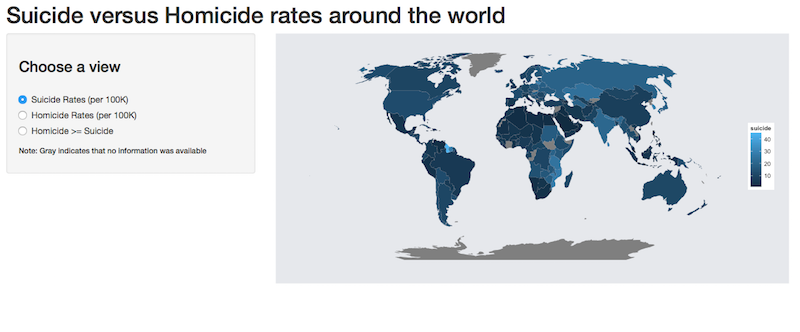 Suicide versus Homicide rates around the world
Choose a view
Suicide Rates (per 100K)
Homicide Rates (per 100K)
Homicide >= Suicide
Note: Gray indicates that no information was available
suicide
40
30
20
10